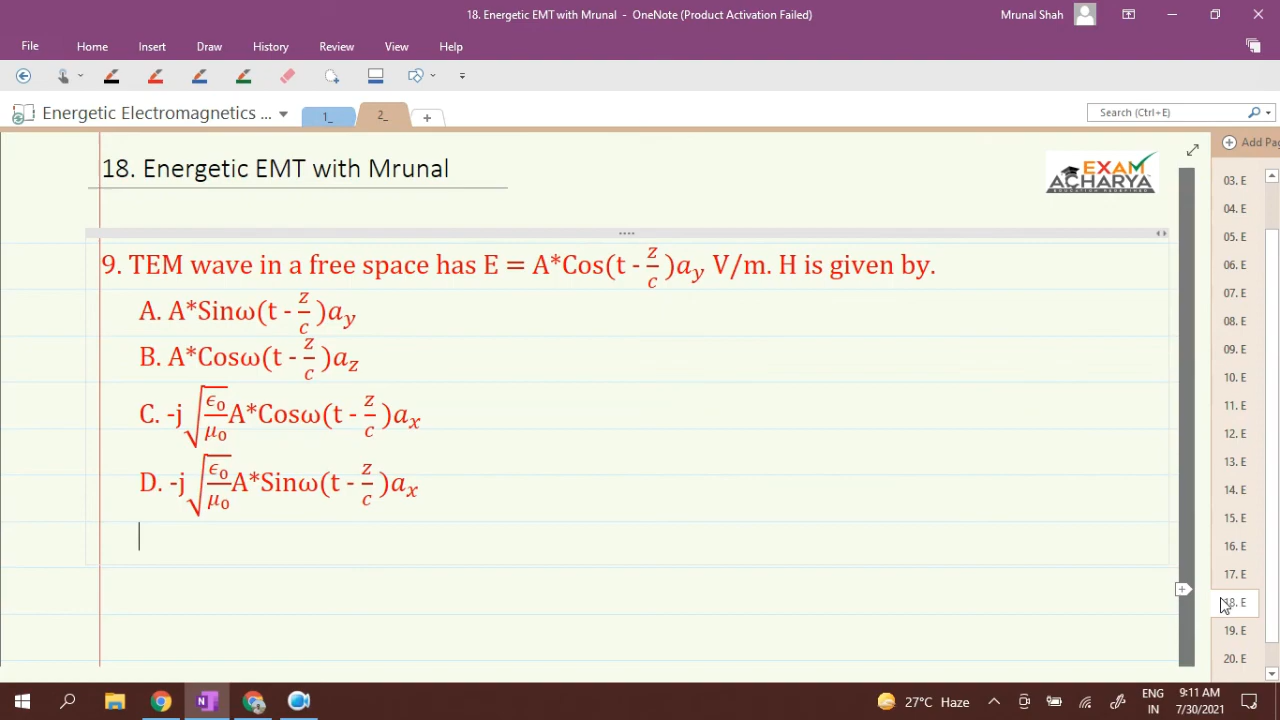 18. Energetic EMT with Mrunal - OneNote (Product Activation Failed)
Mrunal Shah
File Home Insert Draw History Review View Help
Energetic Electromagnetics ...
1_
2_
Search (Ctrl+E)
18. Energetic EMT with Mrunal
EXAM
ACHARYA
Add Pag
03. E
04. E
05. E
06. E
07. E
08. E
09. E
10. E
11. E
12. E
13. E
14. E
15. E
16. E
17. E
18. E
19. E
20. E
9. TEM wave in a free space has E = A*Cos(t - z/c)a_y V/m. H is given by.
A. A*Sinω(t - z/c)a_y
B. A*Cosω(t - z/c)a_z
C. -j√(ϵ₀/μ₀)A*Cosω(t - z/c)a_x
D. -j√(ϵ₀/μ₀)A*Sinω(t - z/c)a_x
27°C Haze
ENG
IN
9:11 AM
7/30/2021